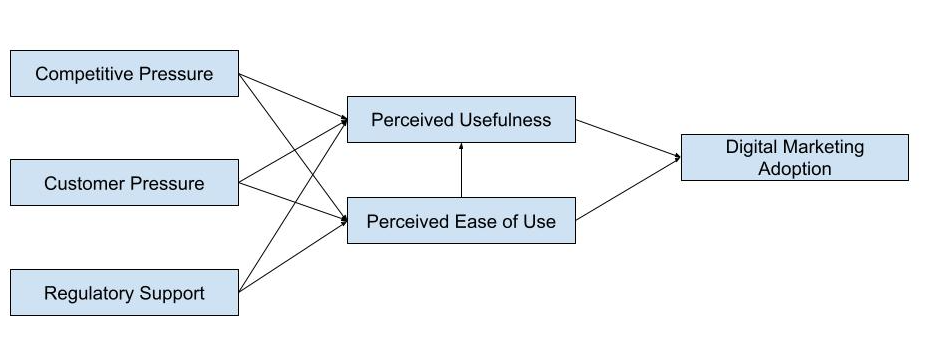 Competitive Pressure
Perceived Usefulness
Digital Marketing
Adoption
Customer Pressure
Perceived Ease of Use
Regulatory Support